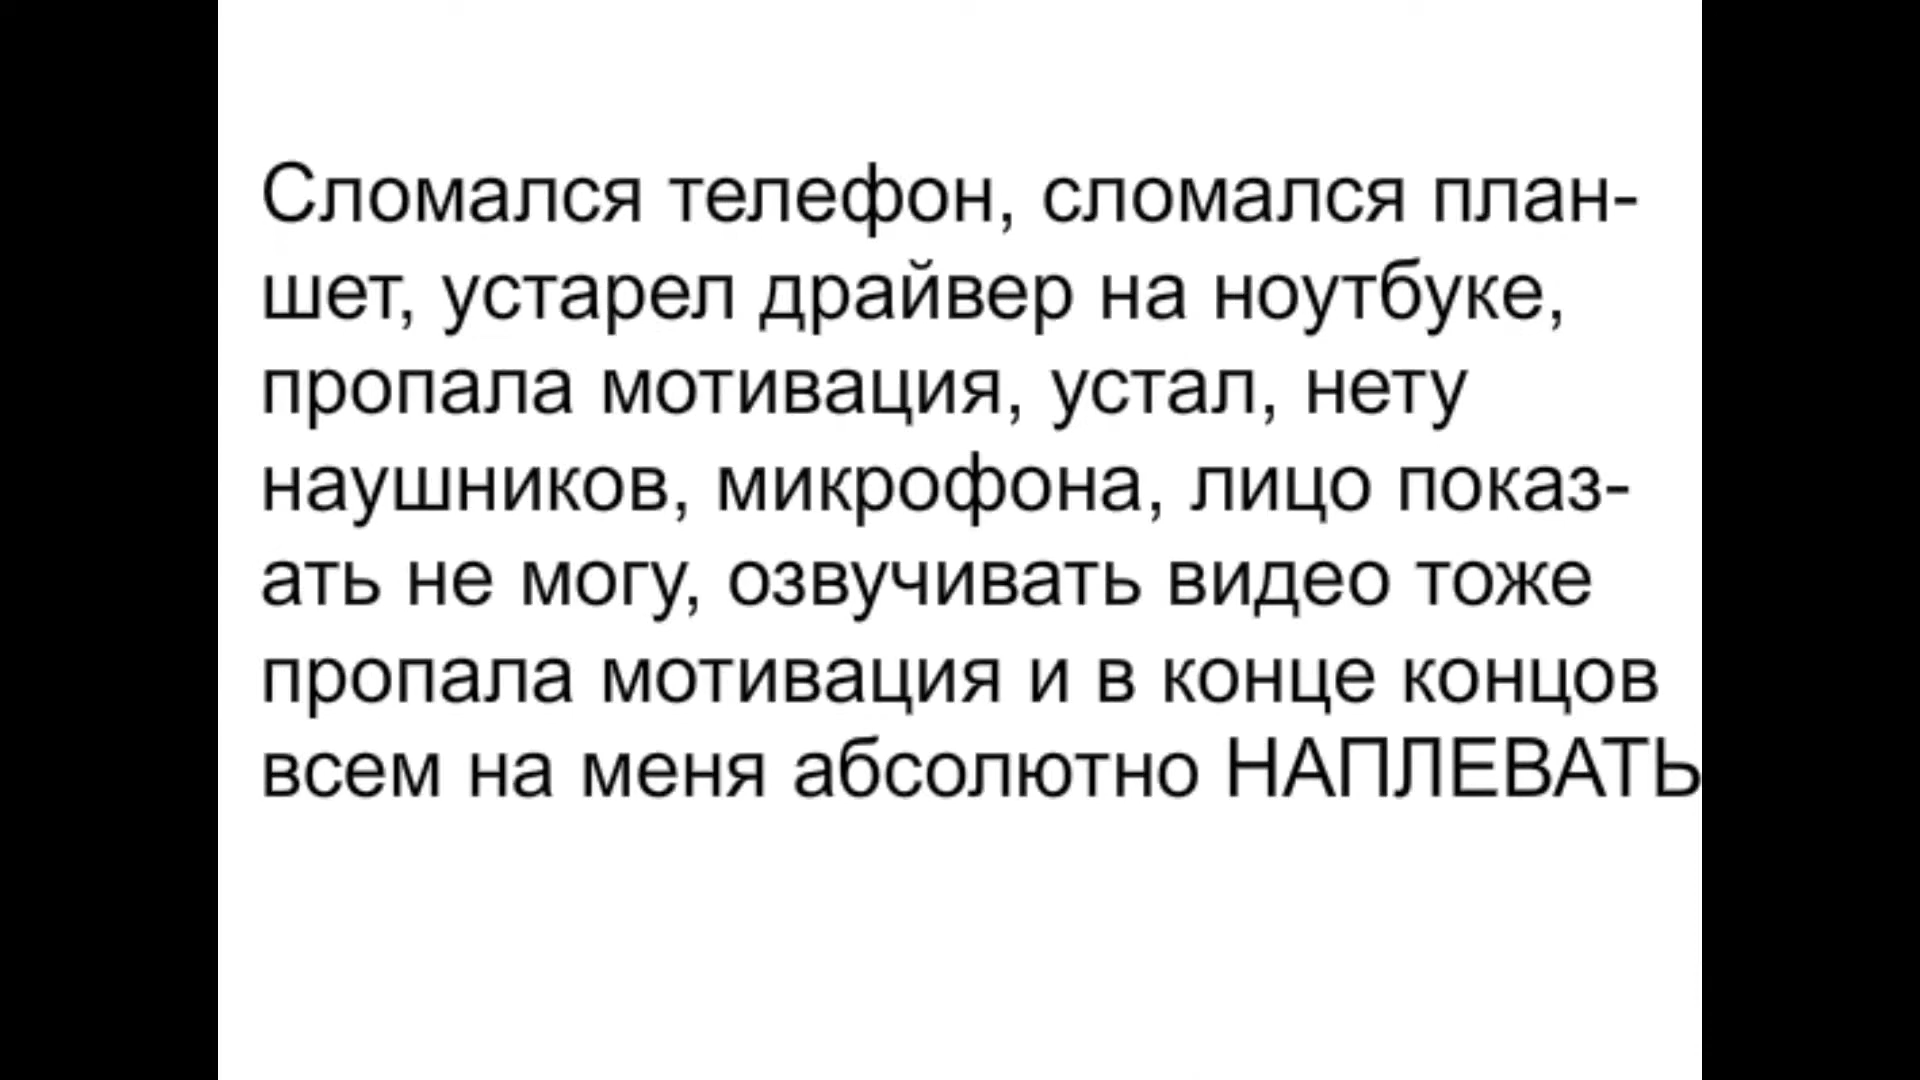 Сломался телефон, сломался план-
шет, устарел драйвер на ноутбуке,
пропала мотивация, устал, нету
наушников, микрофона, лицо показ-
ать не могу, озвучивать видео тоже
пропала мотивация и в конце концов
всем на меня абсолютно НАПЛЕВАТЬ